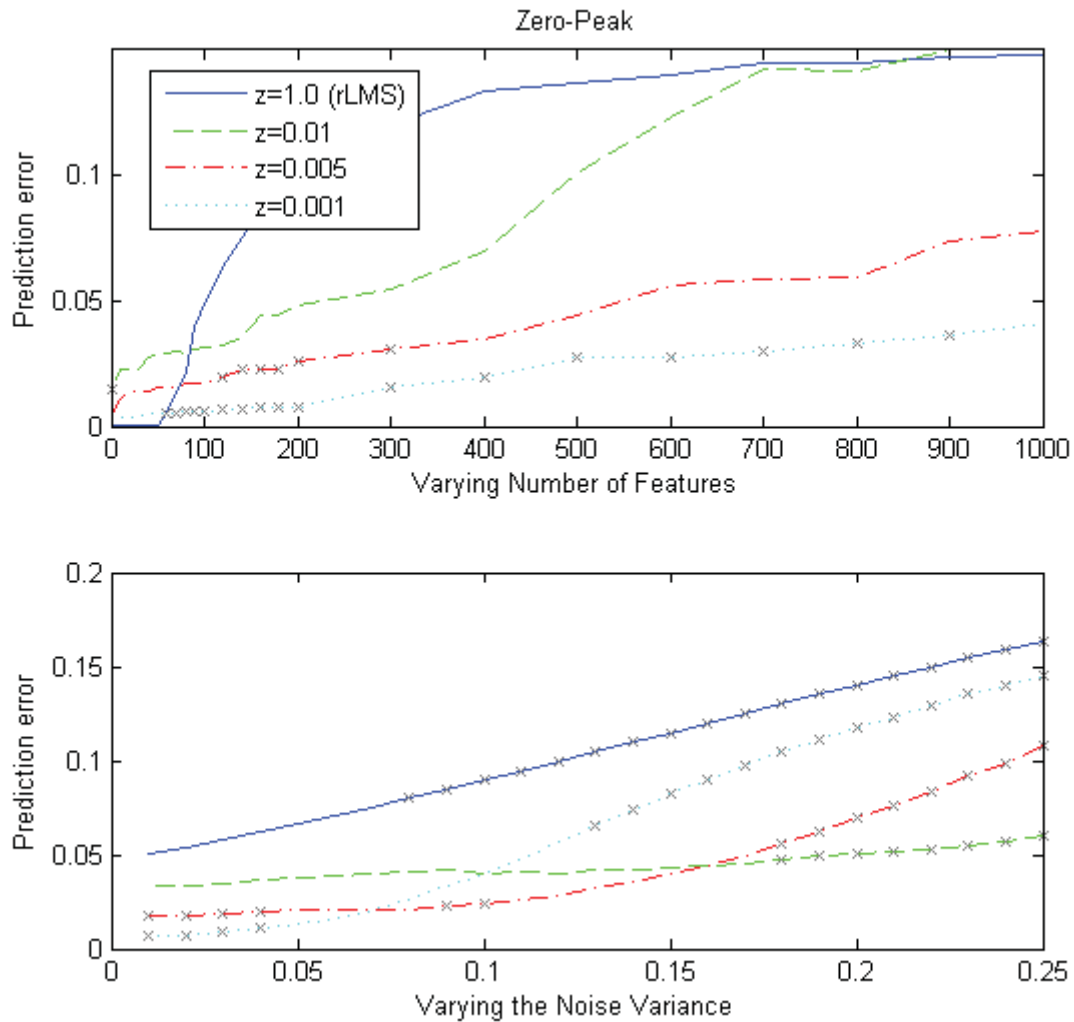 Zero-Peak
Prediction error
0.1
0.05
0
z=1.0 (rLMS)
z=0.01
z=0.005
z=0.001
0 100 200 300 400 500 600 700 800 900 1000
Varying Number of Features
Prediction error
0.2
0.15
0.1
0.05
0
0 0.05 0.1 0.15 0.2 0.25
Varying the Noise Variance